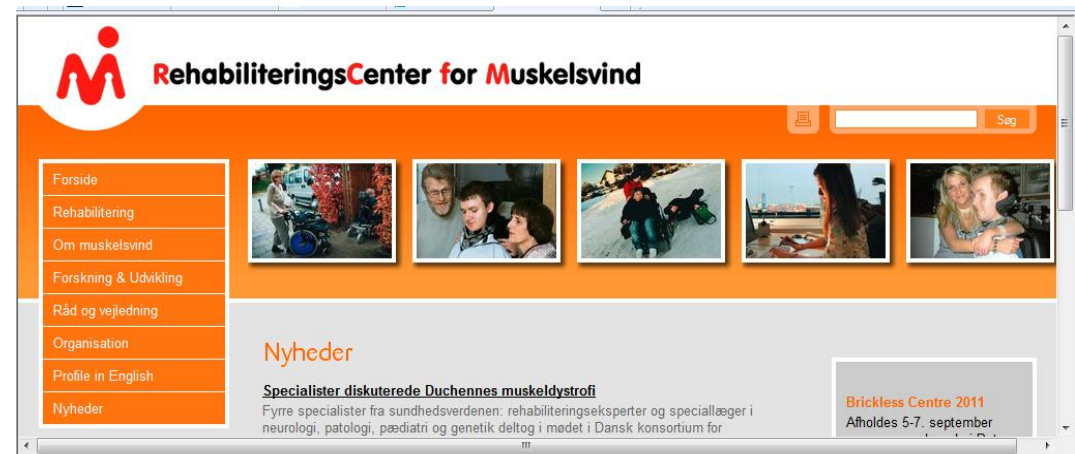 RehabiliteringsCenter for Muskelsvind
Søg
Forside
Rehabilitering
Om muskelsvind
Forskning & Udvikling
Råd og vejledning
Organisation
Profile in English
Nyheder
Nyheder
Specialister diskuterede Duchennes muskeldystrofi
Fyrre specialister fra sundhedsverdenen: rehabiliteringseksperter og speciallæger i
neurologi, patologi, pædiatri og genetik deltog i mødet i Dansk konsortium for
Brickless Centre 2011
Afholdes 5-7. september